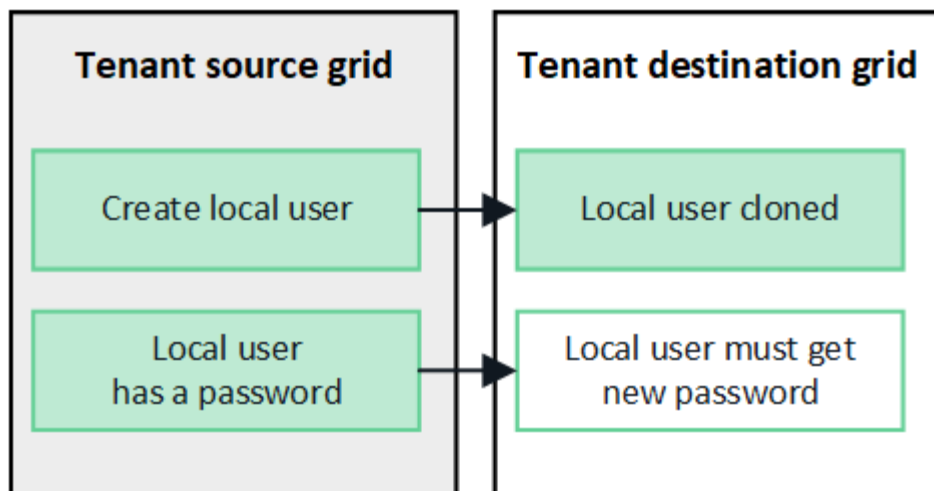 Tenant source grid
Create local user
Local user
has a password
Tenant destination grid
Local user cloned
Local user must get
new password